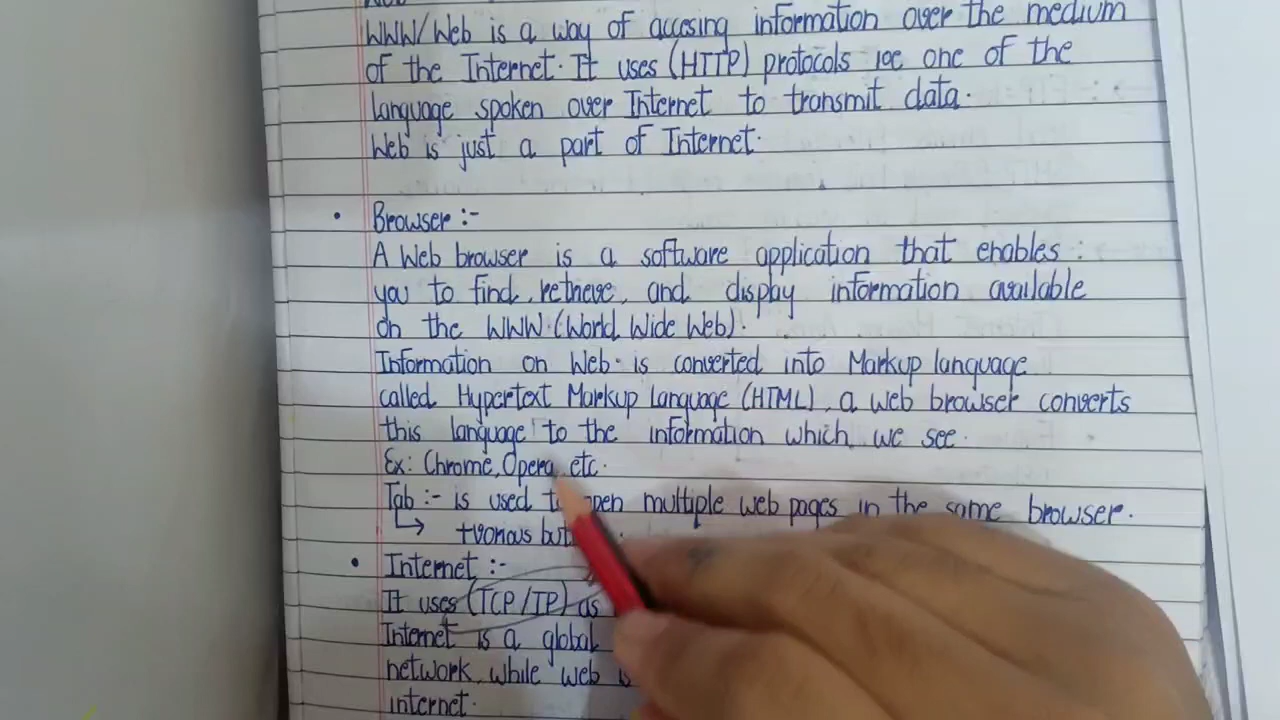 WWW/Web is a way of accesing information over the medium
of the Internet. It uses (HTTP) protocols ie one of the
language spoken over Internet to transmit data.
Web is just a part of Internet.
• Browser :-
A Web browser is a software application that enables
you to find, retrieve, and display information available
on the WWW. (World Wide Web).
Information on Web is converted into Markup language
called Hypertext Markup Language (HTML), a web browser converts
this language to the information which we see.
Ex: Chrome, Opera, etc.
Tab :- is used to open multiple web pages in the same browser.
↳ +
• Internet :-
It uses (TCP/IP) as
Internet is a global
network, while web is
internet.